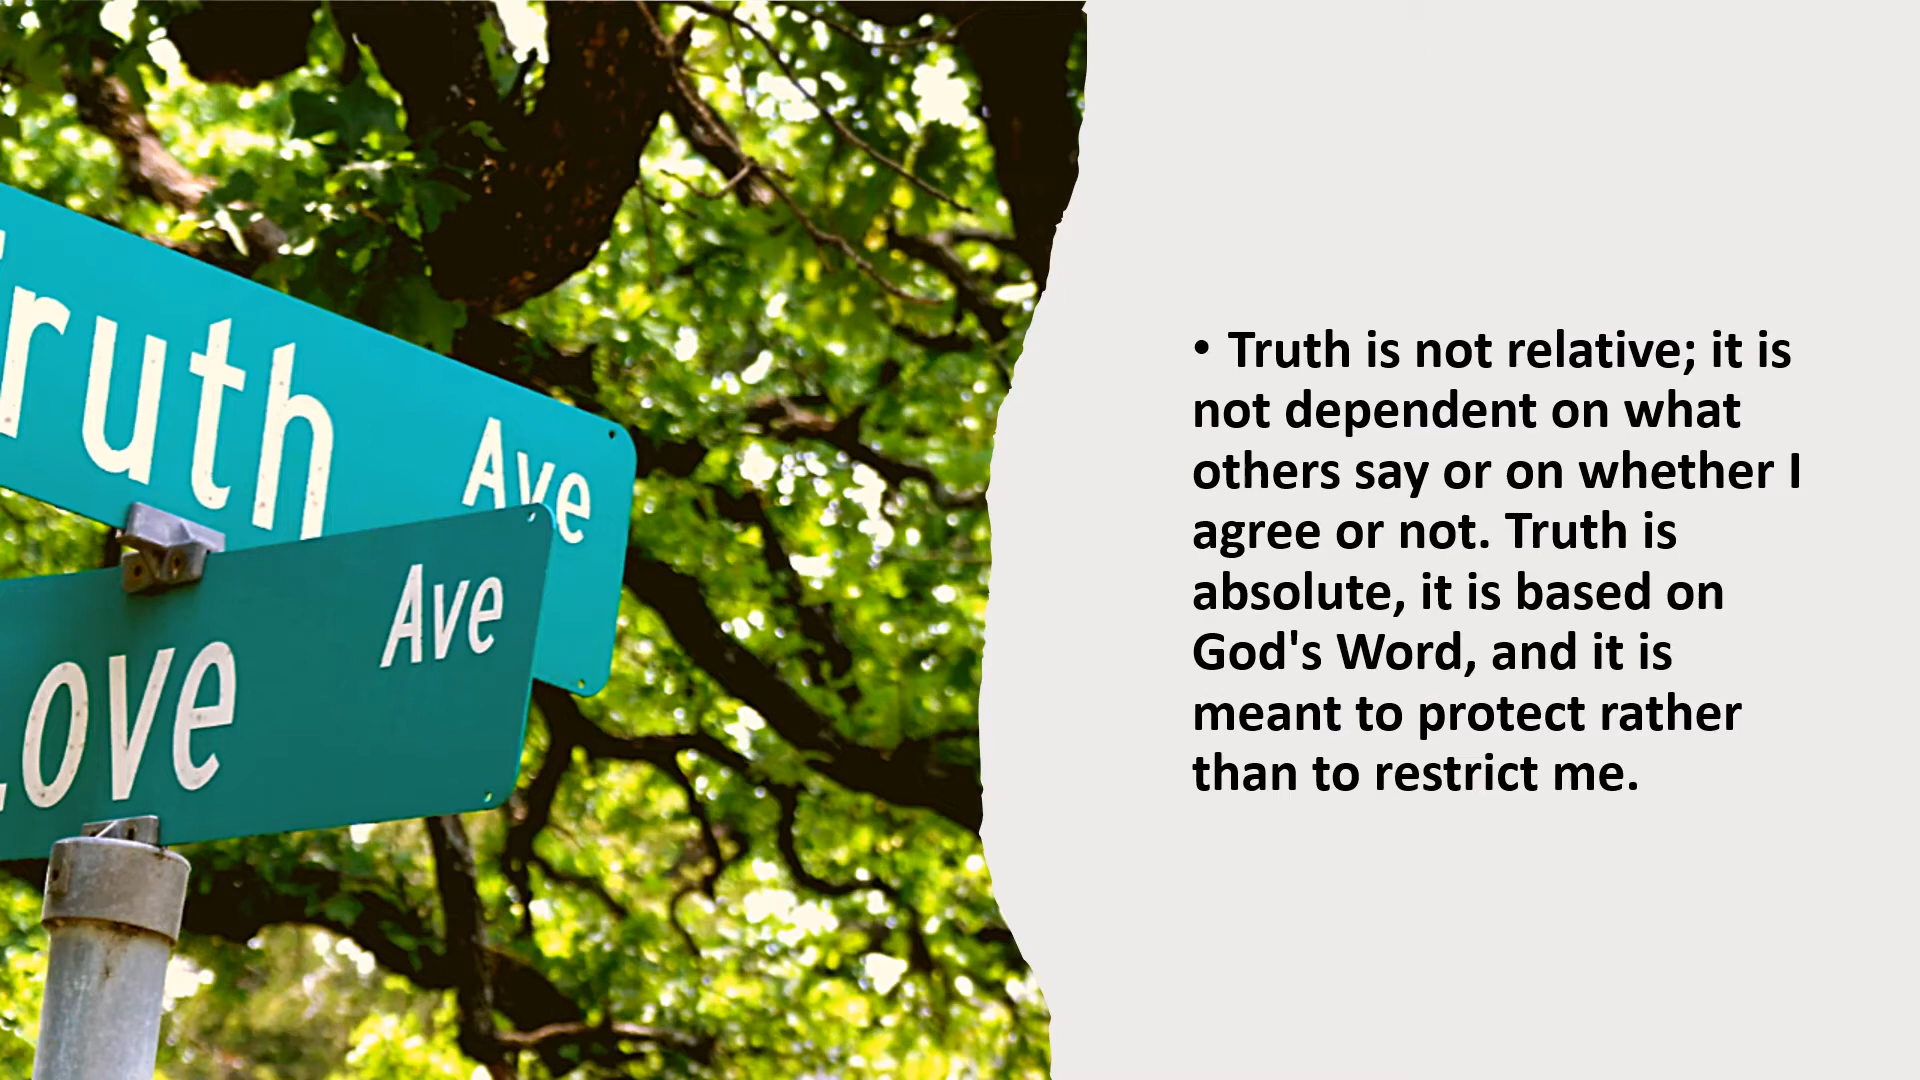 ruth Ave
ove Ave
• Truth is not relative; it is
not dependent on what
others say or on whether I
agree or not. Truth is
absolute, it is based on
God's Word, and it is
meant to protect rather
than to restrict me.